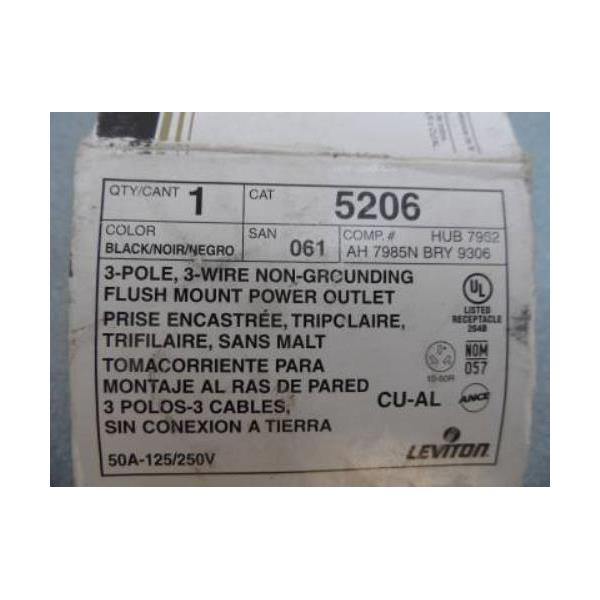 QTY/CANT 1 CAT 5206
COLOR SAN 061 COMP.# HUB 7962
BLACK/NOIR/NEGRO AH 7985N BRY 9306
3-POLE, 3-WIRE NON-GROUNDING
FLUSH MOUNT POWER OUTLET
PRISE ENCASTRÉE, TRIPOLAIRE,
TRIFILAIRE, SANS MALT
TOMACORRIENTE PARA
MONTAJE AL RAS DE PARED
3 POLOS-3 CABLES,
SIN CONEXION A TIERRA
50A-125/250V
UL
LISTED
RECEPTACLE
264B
10-50R
NOM
057
CU-AL
ANCE
LEVITON